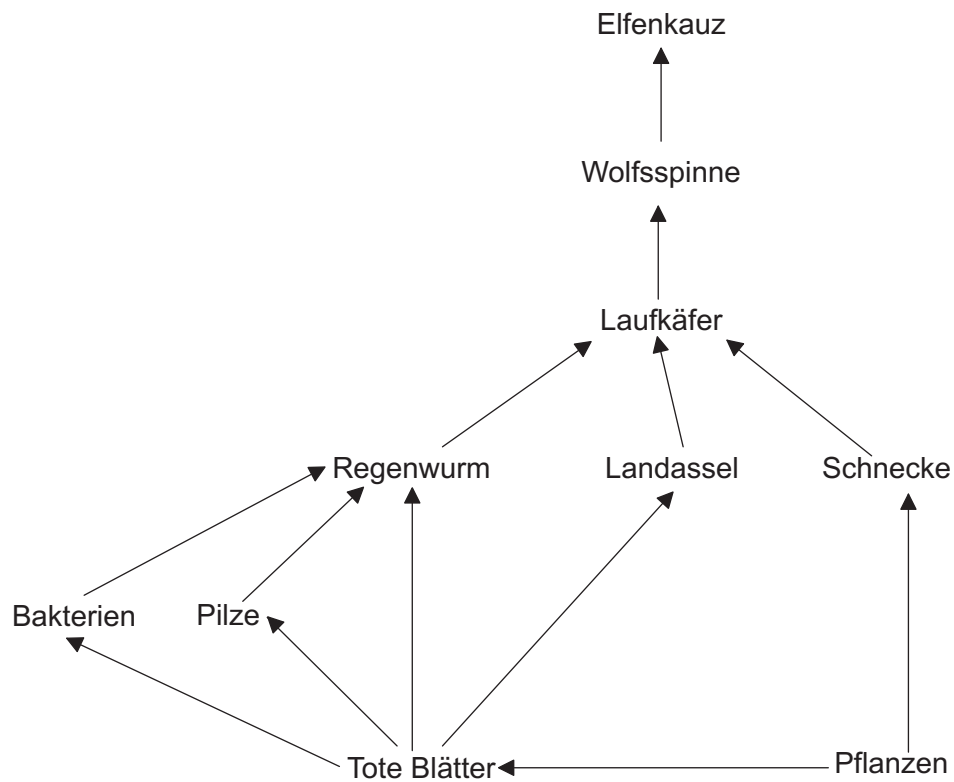 Elfenkauz
Wolfsspinne
Laufkäfer
Regenwurm
Landassel
Schnecke
Bakterien
Pilze
Tote Blätter
Pflanzen